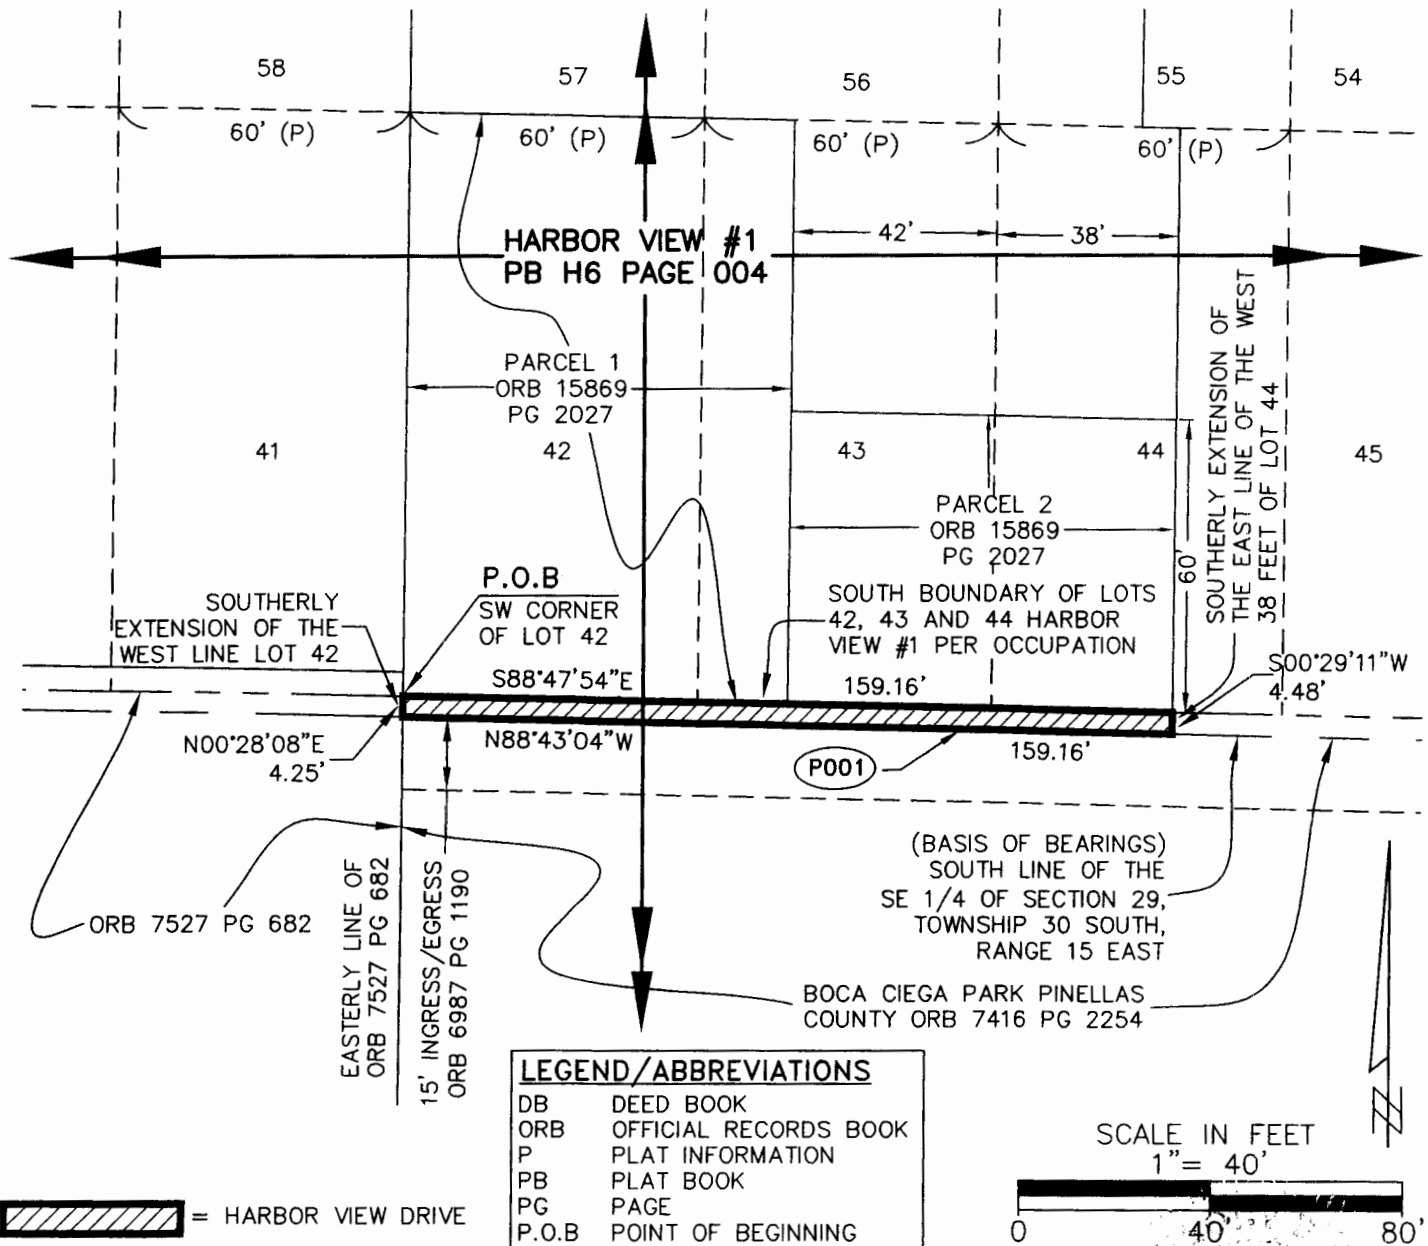 58
57
56
55
54
60' (P)
60' (P)
60' (P)
60' (P)
HARBOR VIEW #1
PB H6 PAGE 004
42'
38'
PARCEL 1
ORB 15869
PG 2027
41
42
43
44
45
PARCEL 2
ORB 15869
PG 2027
60'
SOUTHERLY EXTENSION OF
THE EAST LINE OF THE WEST
38 FEET OF LOT 44
P.O.B
SW CORNER
OF LOT 42
SOUTHERLY
EXTENSION OF THE
WEST LINE LOT 42
SOUTH BOUNDARY OF LOTS
42, 43 AND 44 HARBOR
VIEW #1 PER OCCUPATION
S88°47'54"E
159.16'
S00°29'11"W
4.48'
N00°28'08"E
4.25'
N88°43'04"W
159.16'
P001
(BASIS OF BEARINGS)
SOUTH LINE OF THE
SE 1/4 OF SECTION 29,
TOWNSHIP 30 SOUTH,
RANGE 15 EAST
ORB 7527 PG 682
EASTERLY LINE OF
ORB 7527 PG 682
15' INGRESS/EGRESS
ORB 6987 PG 1190
BOCA CIEGA PARK PINELLAS
COUNTY ORB 7416 PG 2254
LEGEND/ABBREVIATIONS
DB DEED BOOK
ORB OFFICIAL RECORDS BOOK
P PLAT INFORMATION
PB PLAT BOOK
PG PAGE
P.O.B POINT OF BEGINNING
= HARBOR VIEW DRIVE
N
SCALE IN FEET
1"= 40'
0 40' 80'